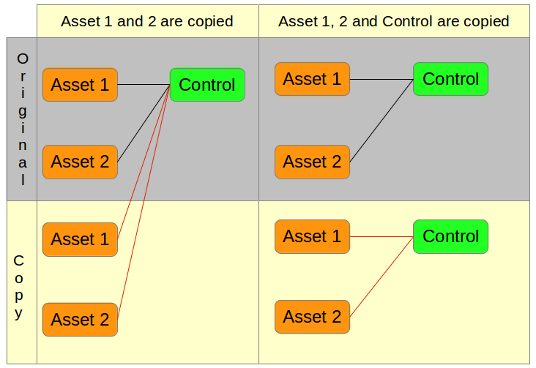 Asset 1 and 2 are copied
Asset 1, 2 and Control are copied
Original
Asset 1
Control
Asset 2
Asset 1
Control
Asset 2
Copy
Asset 1
Asset 2
Asset 1
Control
Asset 2